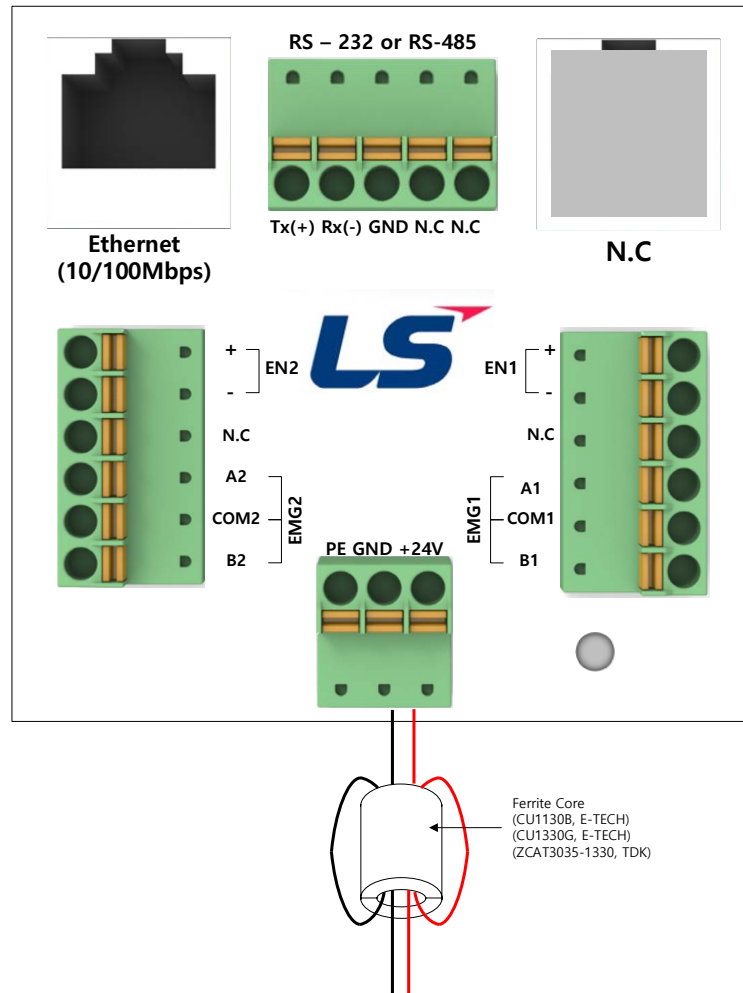 RS – 232 or RS-485
Tx(+) Rx(-) GND N.C N.C
Ethernet
(10/100Mbps)
N.C
LS
+
EN2
-
N.C
A2
COM2
B2
EMG2
+
EN1
-
N.C
A1
COM1
B1
EMG1
PE GND +24V
Ferrite Core
(CU1130B, E-TECH)
(CU1330G, E-TECH)
(ZCAT3035-1330, TDK)